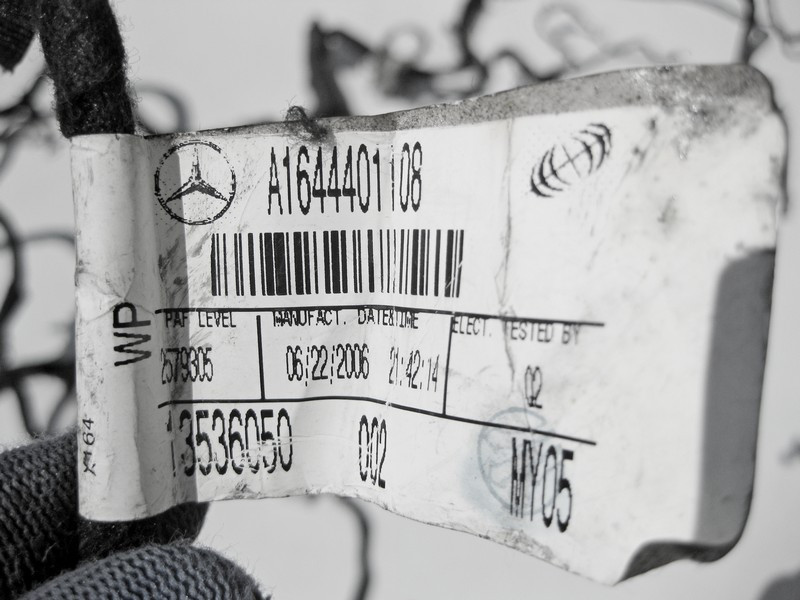 A1644401108
WP
PAF LEVEL MANUFACT. DATE&TIME ELECT. TESTED BY
2579305 06/22/2006 21:42:14 02
X164
13536050 002 MY05